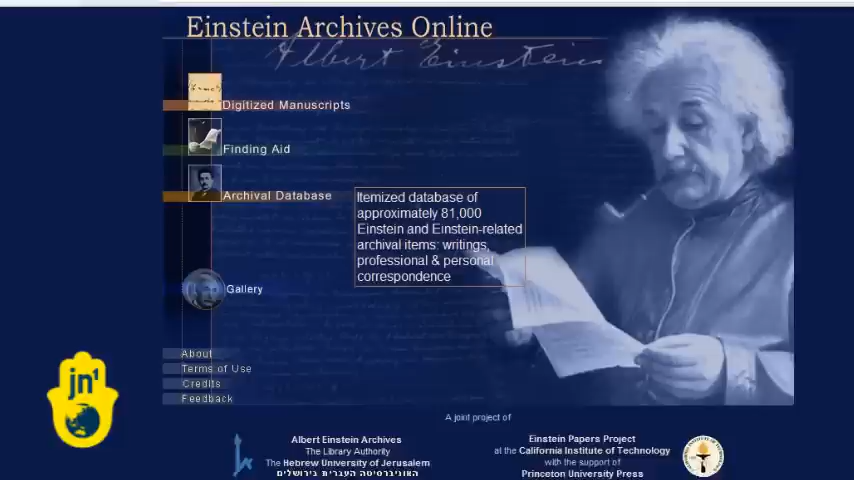 Einstein Archives Online
Albert Einstein
Digitized Manuscripts
Finding Aid
Archival Database
Itemized database of
approximately 81,000
Einstein and Einstein-related
archival items: writings,
professional & personal
correspondence
Gallery
About
Terms of Use
Credits
Feedback
jn1
A joint project of
Albert Einstein Archives
The Library Authority
The Hebrew University of Jerusalem
האוניברסיטה העברית בירושלים
Einstein Papers Project
at the California Institute of Technology
with the support of
Princeton University Press